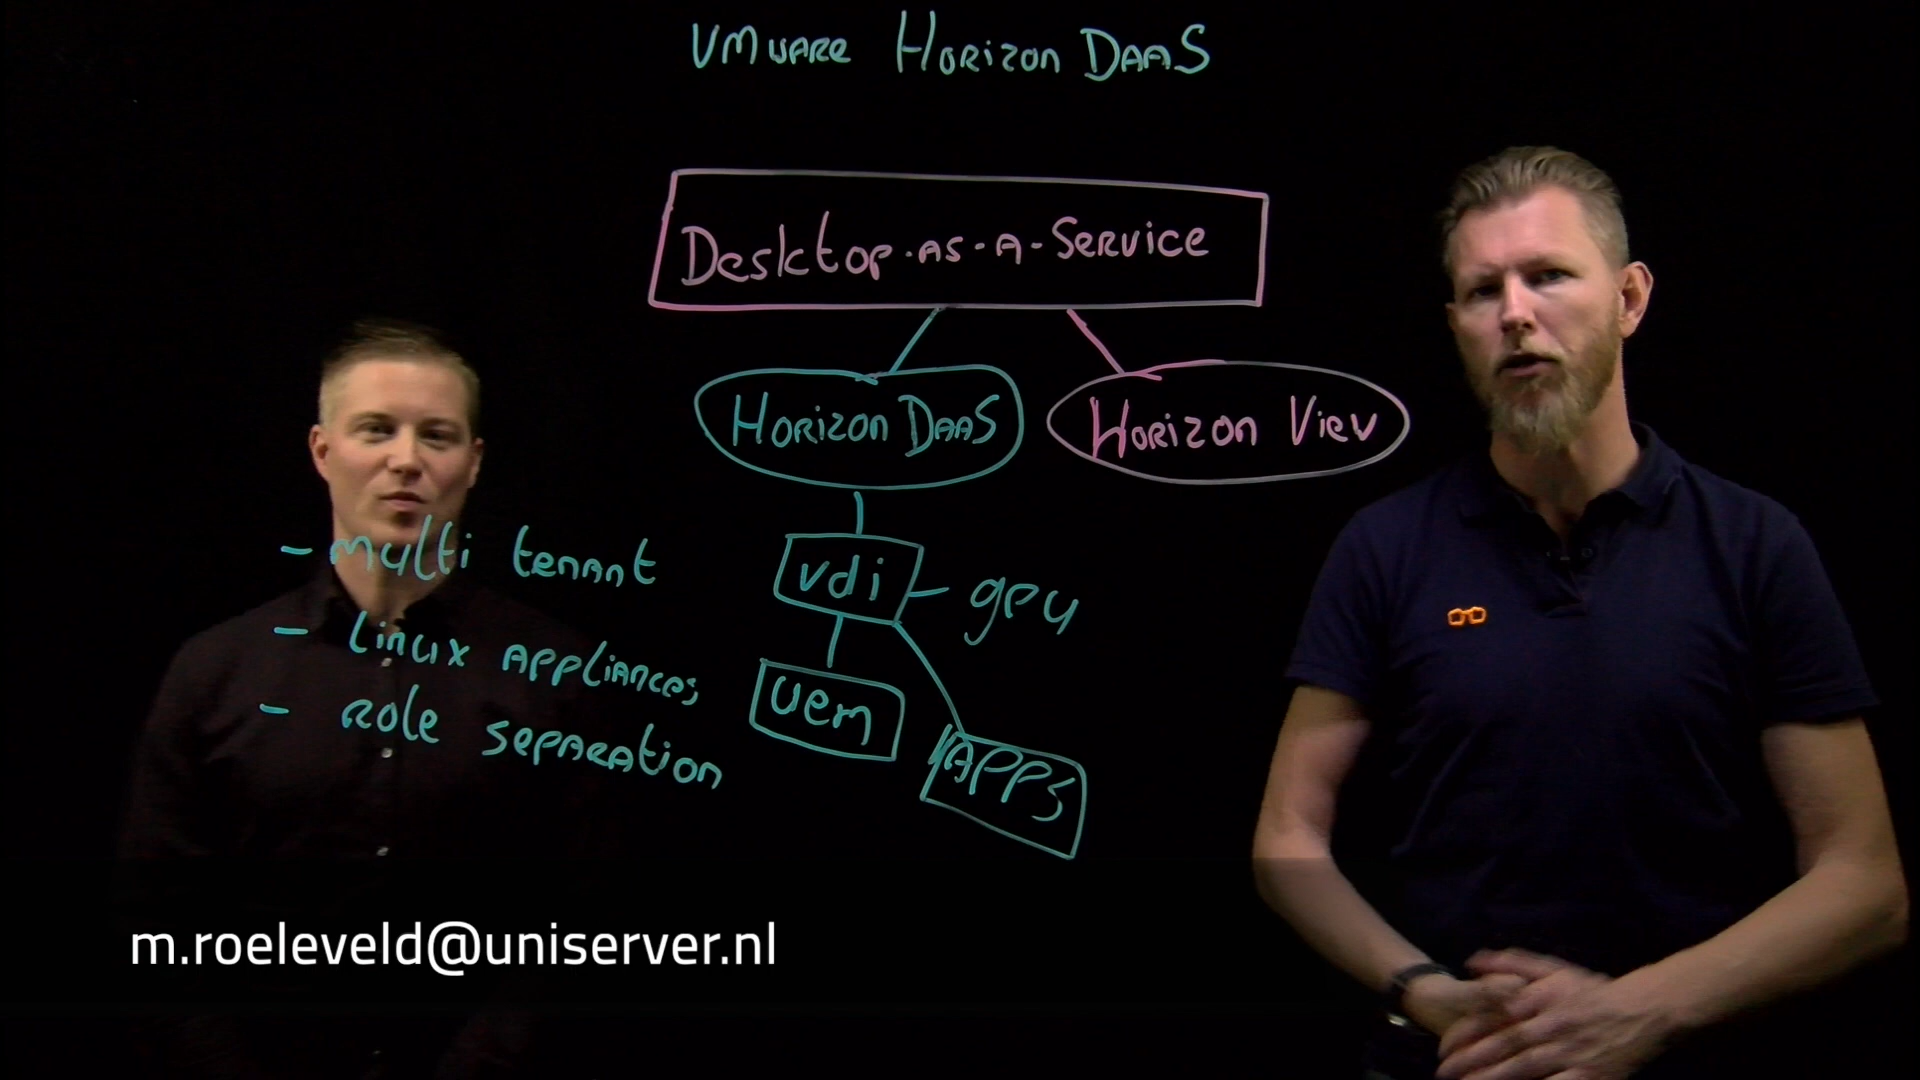 VMWARE HORIZON DAAS
Desktop-as-a-Service
Horizon DaaS
Horizon View
vdi - gpu
uem
APPS
- multi tenant
- Linux appliances
- role separation
m.roeleveld@uniserver.nl